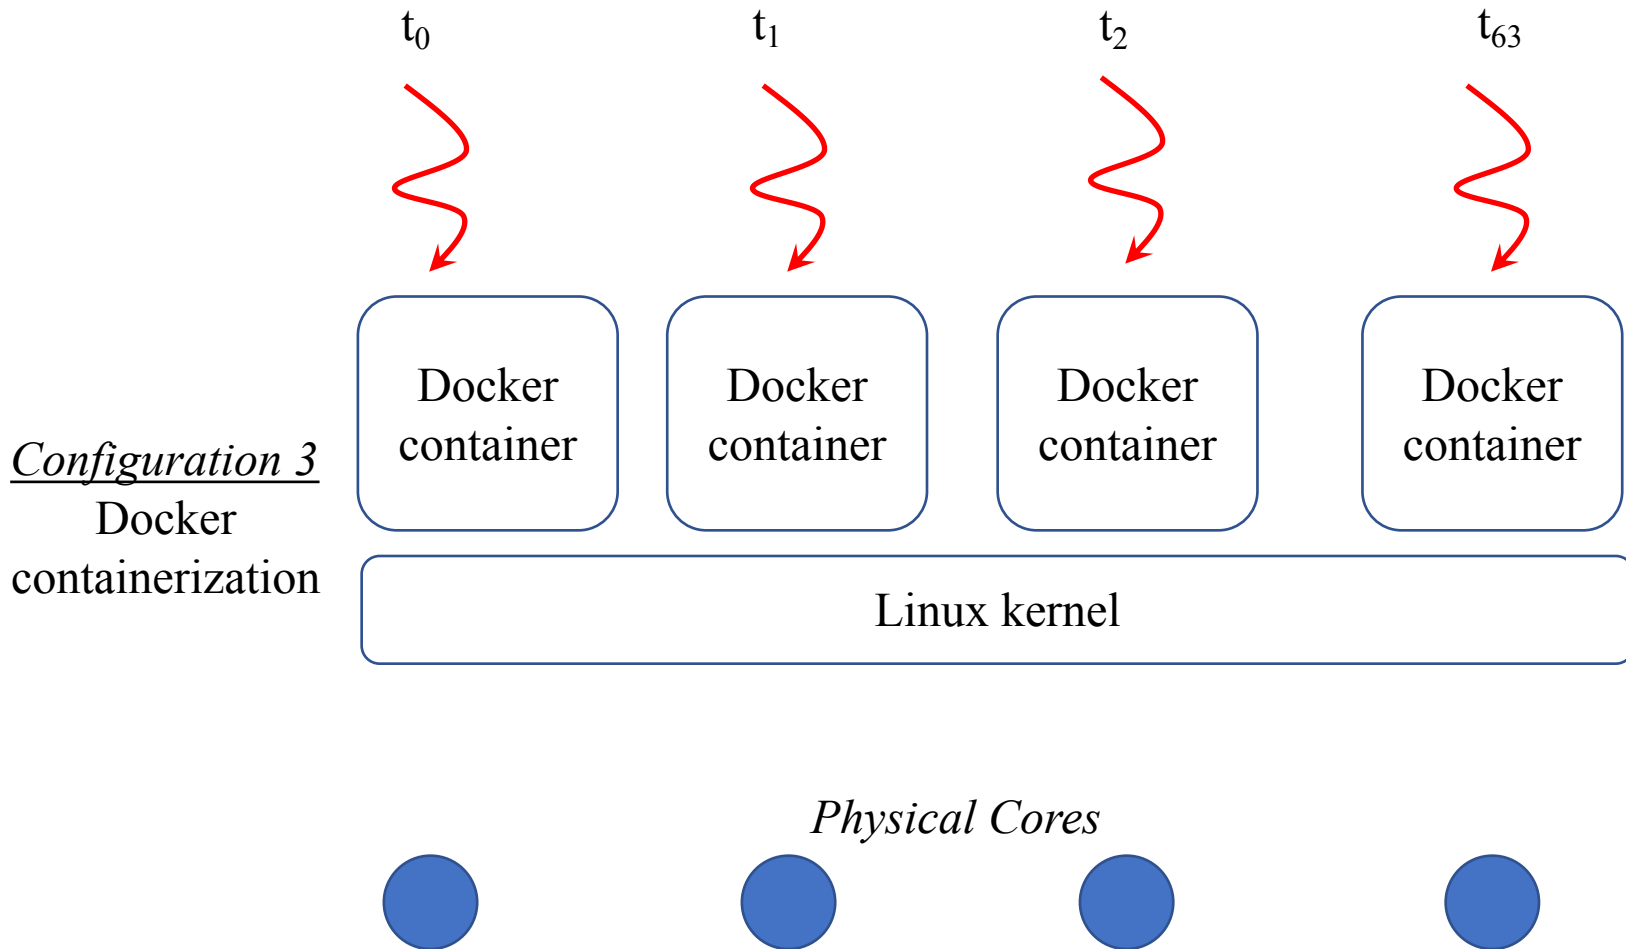 t₀
t₁
t₂
t₆₃
Docker
container
Docker
container
Docker
container
Docker
container
Configuration 3
Docker
containerization
Linux kernel
Physical Cores